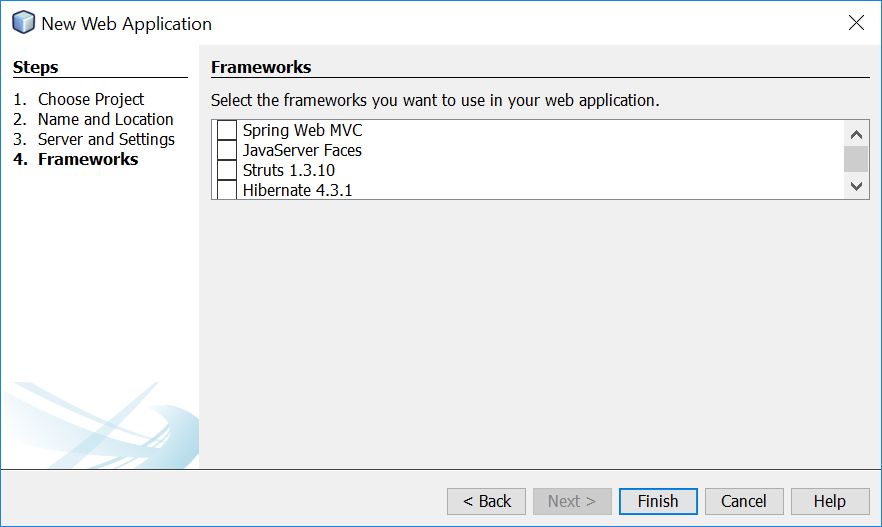 New Web Application
Steps
1. Choose Project
2. Name and Location
3. Server and Settings
4. Frameworks
Frameworks
Select the frameworks you want to use in your web application.
Spring Web MVC
JavaServer Faces
Struts 1.3.10
Hibernate 4.3.1
< Back
Next >
Finish
Cancel
Help